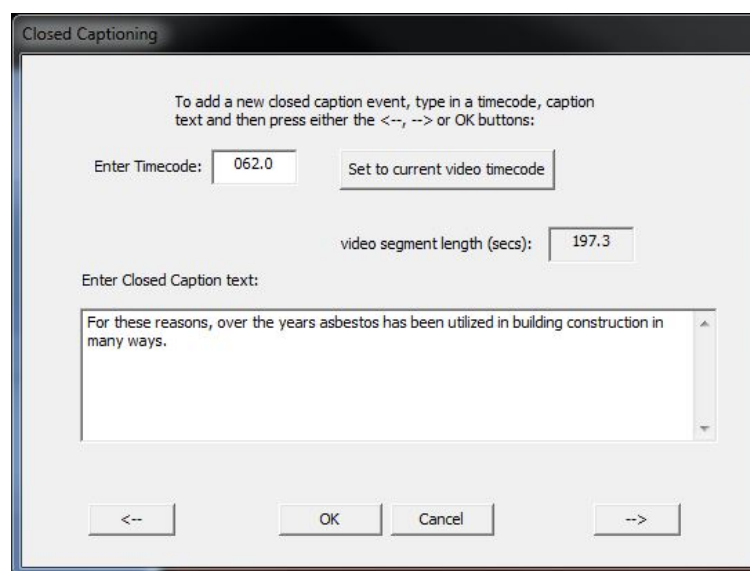 Closed Captioning
To add a new closed caption event, type in a timecode, caption
text and then press either the <--, --> or OK buttons:
Enter Timecode: 062.0 Set to current video timecode
video segment length (secs): 197.3
Enter Closed Caption text:
For these reasons, over the years asbestos has been utilized in building construction in
many ways.
<-- OK Cancel -->